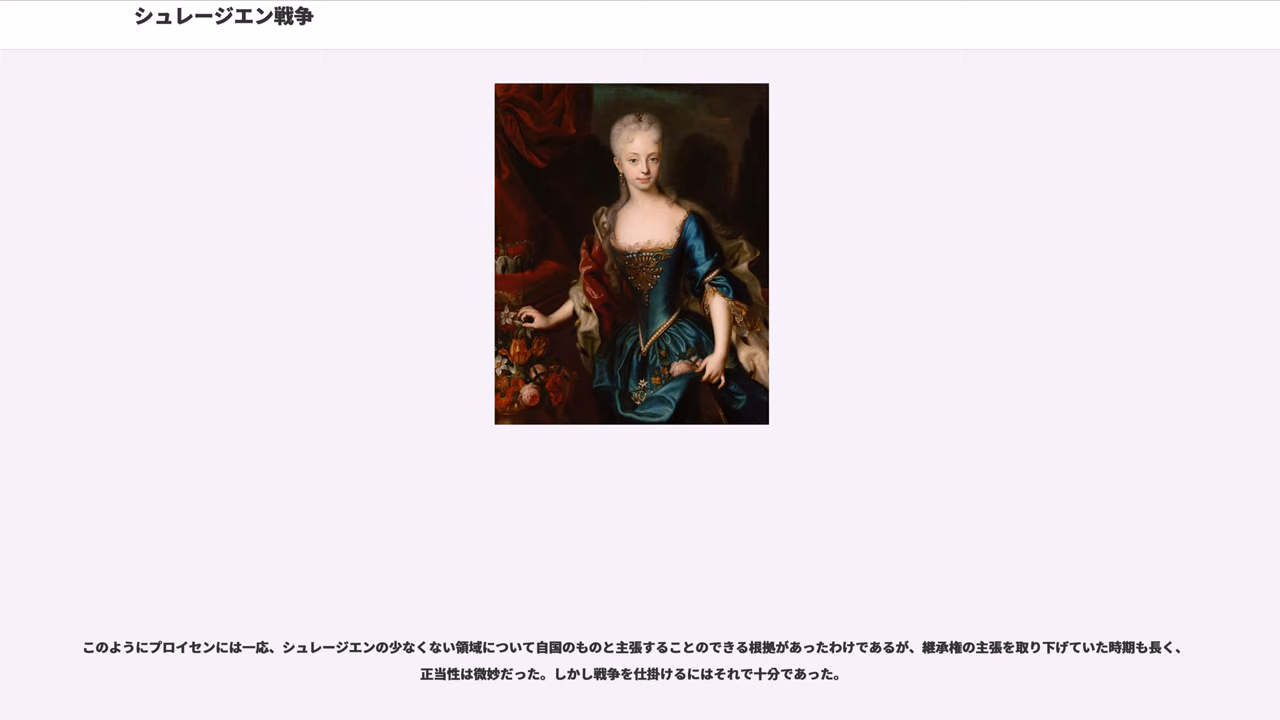 シュレージエン戦争
このようにプロイセンには一応、シュレージエンの少なくない領域について自国のものと主張することのできる根拠があったわけであるが、継承権の主張を取り下げていた時期も長く、
正当性は微妙だった。しかし戦争を仕掛けるにはそれで十分であった。